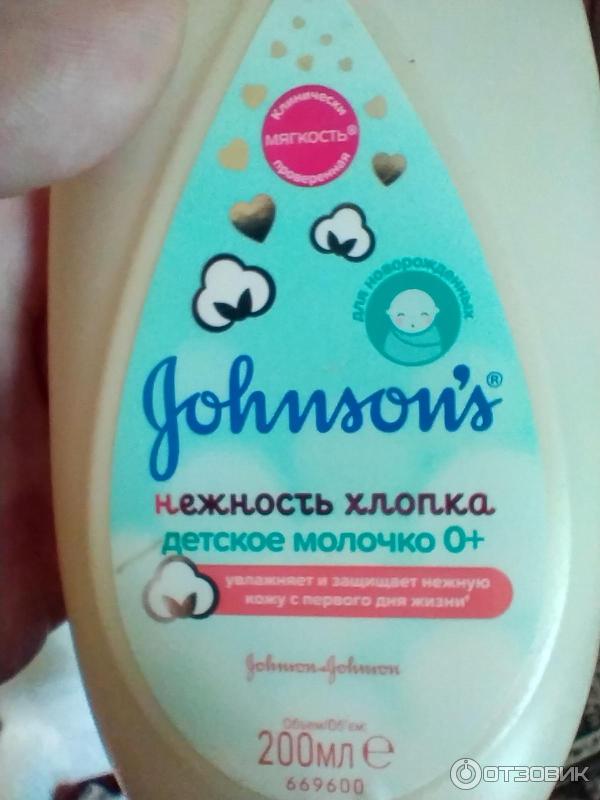 Клинически
МЯГКОСТЬ®
проверенная
для новорожденных
Johnson's®
нежность хлопка
детское молочко 0+
увлажняет и защищает нежную
кожу с первого дня жизни*
Johnson & Johnson
Объем/Об'єм:
200мл e
669600
ОТЗОВИК